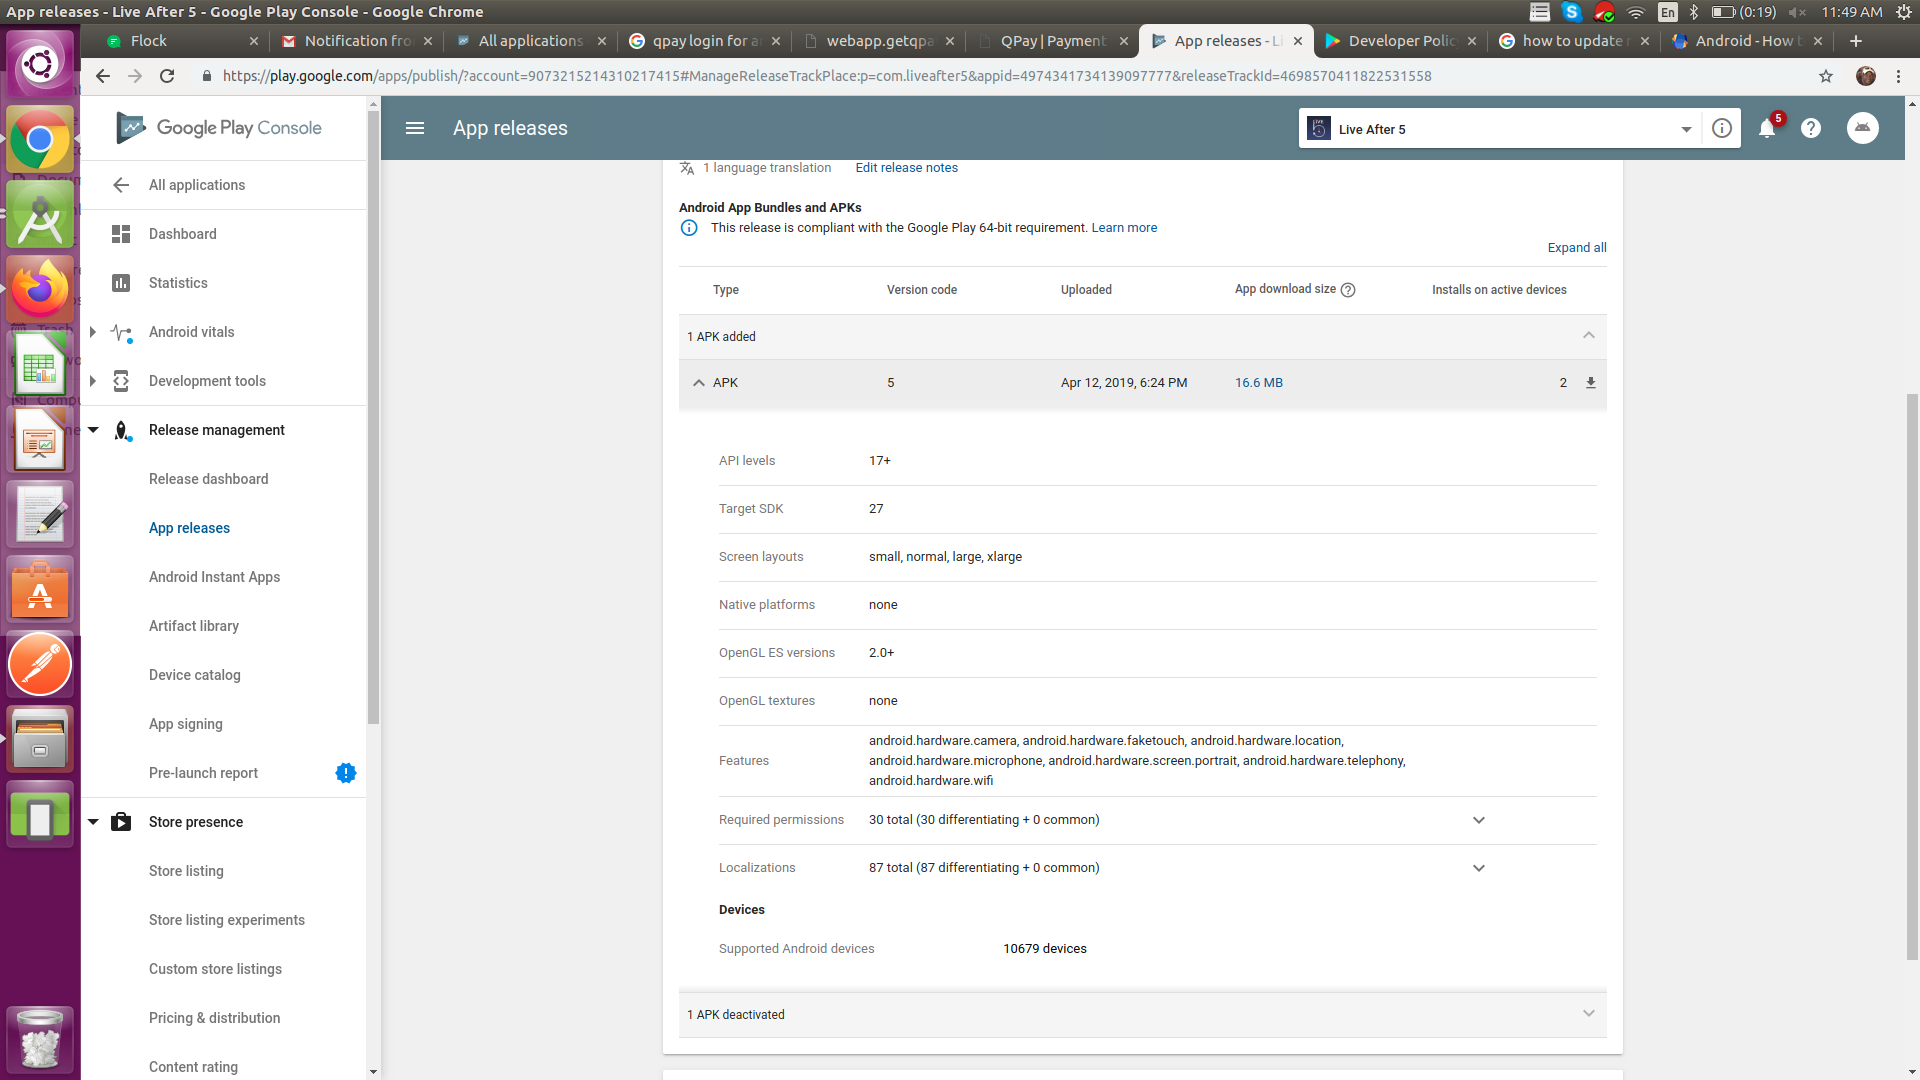 App releases - Live After 5 - Google Play Console - Google Chrome
En
(0:19)
11:49 AM
Flock
Notification fro
All applications
qpay login for a
webapp.getqpa
QPay | Payment
App releases - Li
Developer Polic
how to update
Android - How t
https://play.google.com/apps/publish/?account=9073215214310217415#ManageReleaseTrackPlace:p=com.liveafter5&appid=4974341734139097777&releaseTrackId=4698570411822531558
Google Play Console
App releases
Live After 5
5
All applications
Dashboard
Statistics
Android vitals
Development tools
Release management
Release dashboard
App releases
Android Instant Apps
Artifact library
Device catalog
App signing
Pre-launch report
Store presence
Store listing
Store listing experiments
Custom store listings
Pricing & distribution
Content rating
1 language translation
Edit release notes
Android App Bundles and APKs
This release is compliant with the Google Play 64-bit requirement. Learn more
Expand all
Type
Version code
Uploaded
App download size
Installs on active devices
1 APK added
APK
5
Apr 12, 2019, 6:24 PM
16.6 MB
2
API levels
17+
Target SDK
27
Screen layouts
small, normal, large, xlarge
Native platforms
none
OpenGL ES versions
2.0+
OpenGL textures
none
Features
android.hardware.camera, android.hardware.faketouch, android.hardware.location,
android.hardware.microphone, android.hardware.screen.portrait, android.hardware.telephony,
android.hardware.wifi
Required permissions
30 total (30 differentiating + 0 common)
Localizations
87 total (87 differentiating + 0 common)
Devices
Supported Android devices
10679 devices
1 APK deactivated